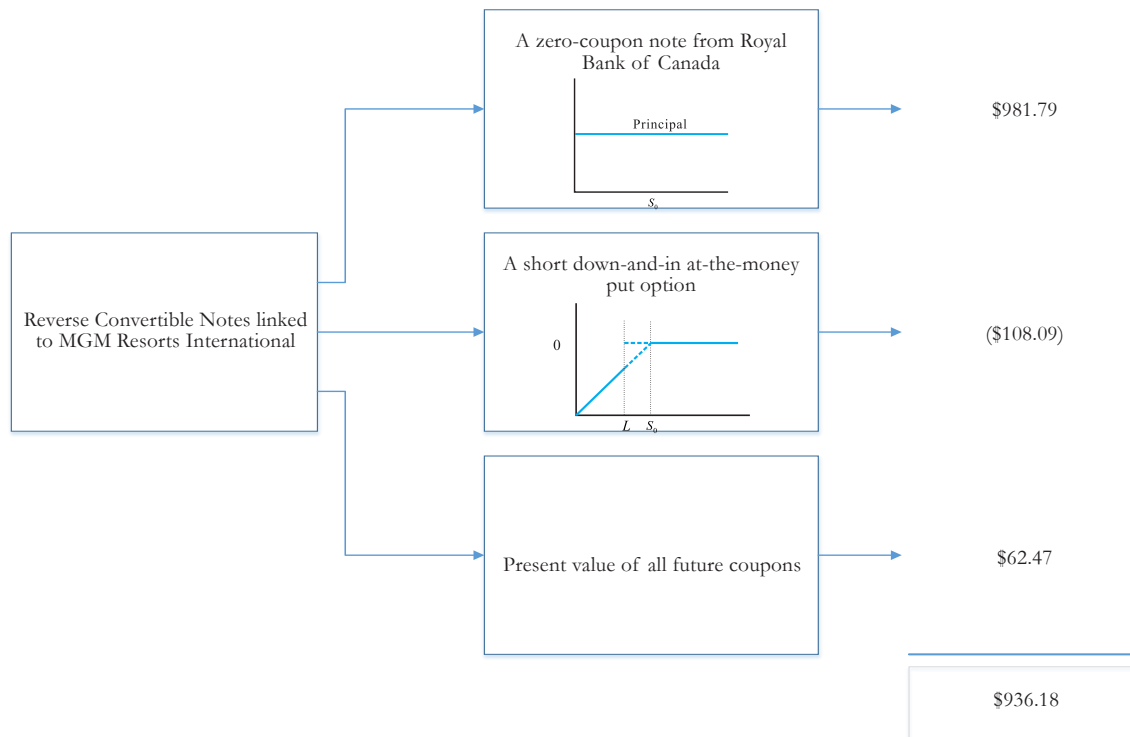 A zero-coupon note from Royal
Bank of Canada
Principal
S₀
$981.79
Reverse Convertible Notes linked
to MGM Resorts International
A short down-and-in at-the-money
put option
0
L S₀
($108.09)
Present value of all future coupons
$62.47
$936.18